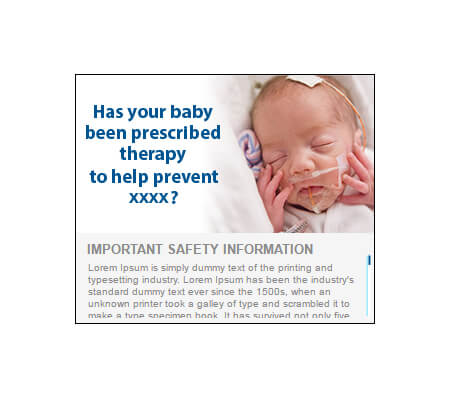 Has your baby
been prescribed
therapy
to help prevent
xxxx?
IMPORTANT SAFETY INFORMATION
Lorem Ipsum is simply dummy text of the printing and
typesetting industry. Lorem Ipsum has been the industry's
standard dummy text ever since the 1500s, when an
unknown printer took a galley of type and scrambled it to
make a type specimen book. It has survived not only five